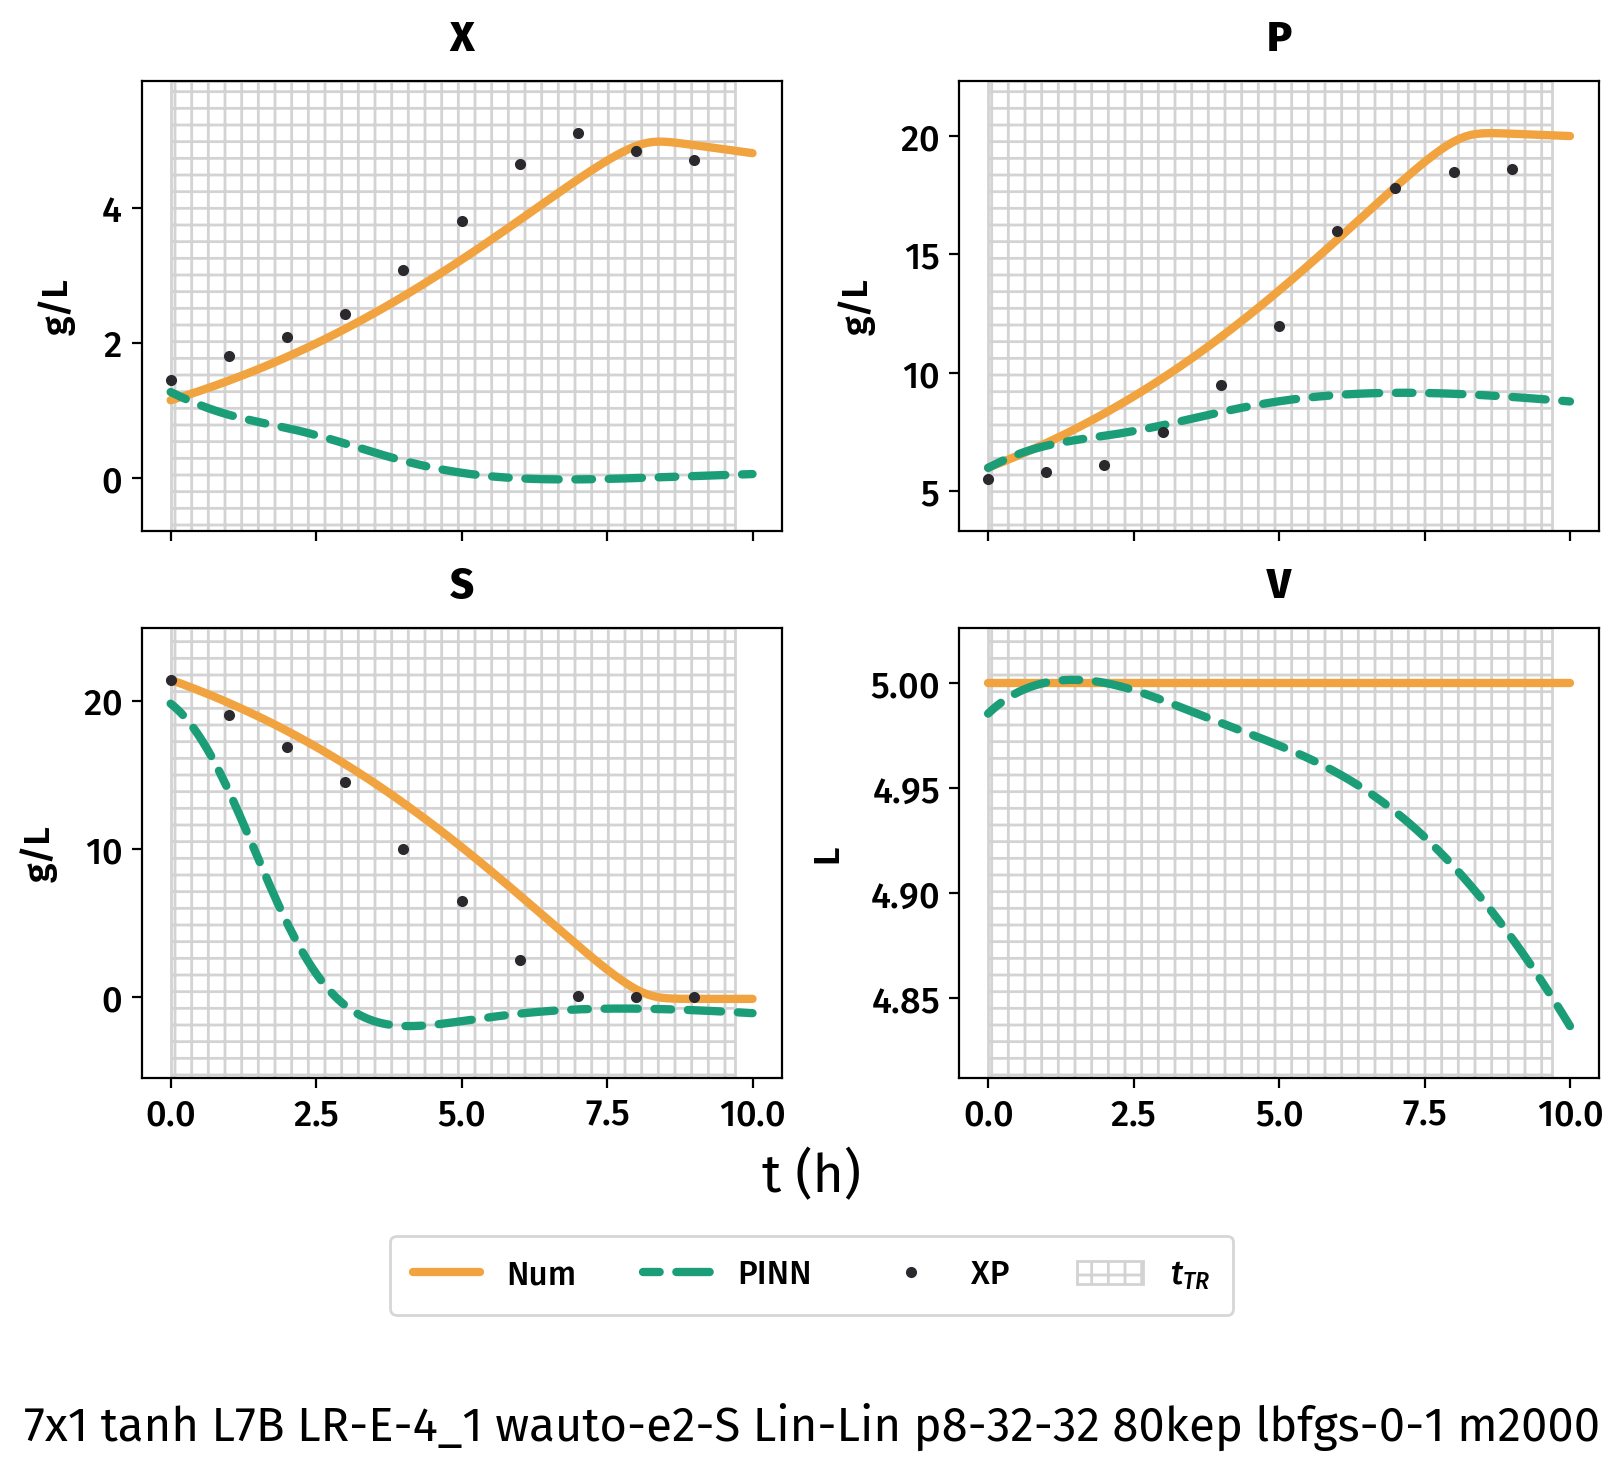 X
P
g/L
4
2
0
g/L
20
15
10
5
S
V
g/L
20
10
0
L
5.00
4.95
4.90
4.85
0.0 2.5 5.0 7.5 10.0
0.0 2.5 5.0 7.5 10.0
t (h)
Num PINN XP tTR
7x1 tanh L7B LR-E-4_1 wauto-e2-S Lin-Lin p8-32-32 80kep lbfgs-0-1 m2000